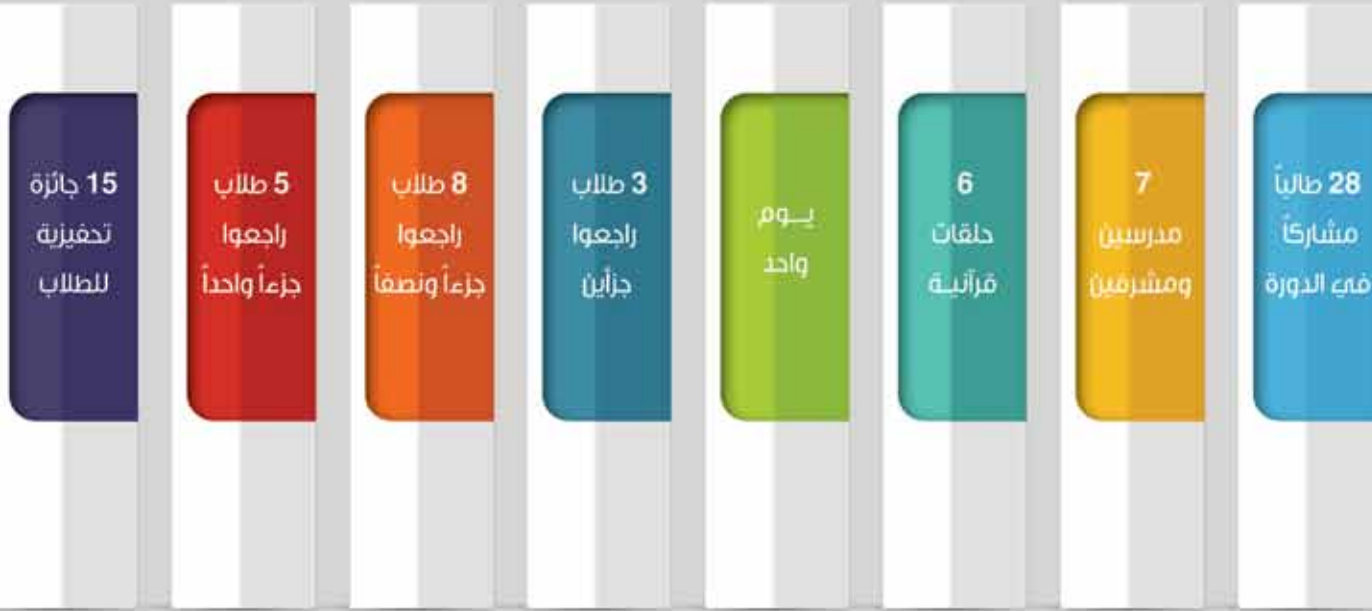 28 طالباً
مشاركاً
في الدورة
7
مدرسين
ومشرفين
6
حلقات
قرآنيـة
يــوم
واحد
3 طلاب
راجعوا
جزأين
8 طلاب
راجعوا
جزءاً ونصفاً
5 طلاب
راجعوا
جزءاً واحداً
15 جائزة
تحفيزية
للطلاب